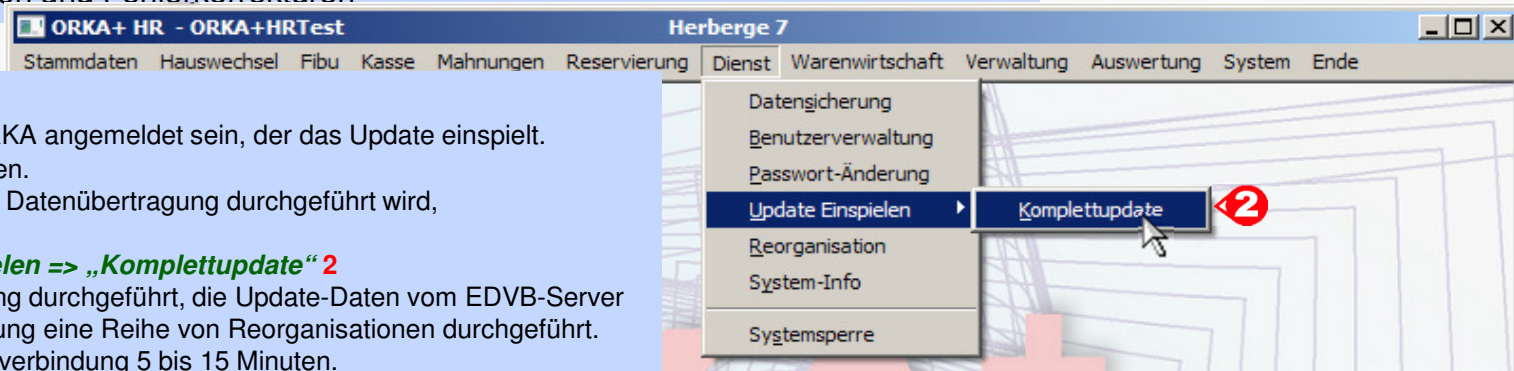 en und Fehlerkorrekturen
ORKA+ HR - ORKA+HRTest Herberge 7
Stammdaten Hauswechsel Fibu Kasse Mahnungen Reservierung Dienst Warenwirtschaft Verwaltung Auswertung System Ende
KA angemeldet sein, der das Update einspielt.
en.
Datenübertragung durchgeführt wird,
elen => „Komplettupdate“ 2
ng durchgeführt, die Update-Daten vom EDVB-Server
ung eine Reihe von Reorganisationen durchgeführt.
verbindung 5 bis 15 Minuten.
Datensicherung
Benutzerverwaltung
Passwort-Änderung
Update Einspielen
Komplettupdate
2
Reorganisation
System-Info
Systemsperre